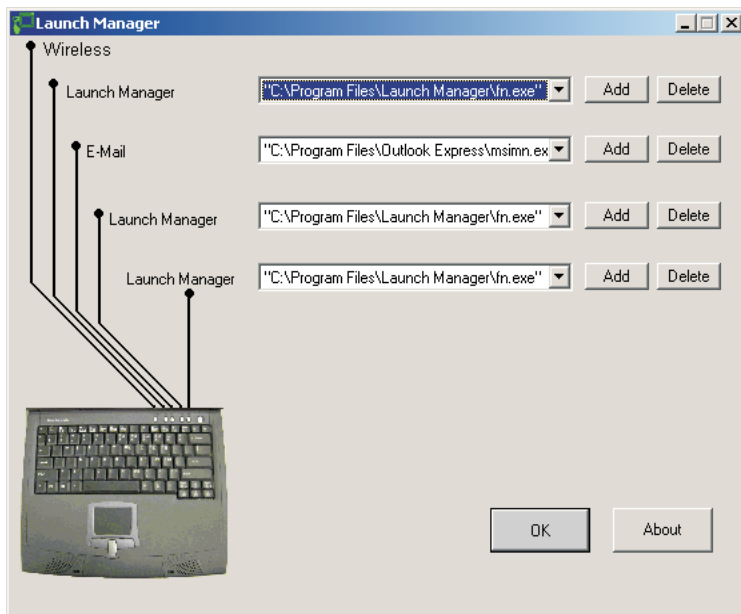 Launch Manager
Wireless
Launch Manager "C:\Program Files\Launch Manager\fn.exe" Add Delete
E-Mail "C:\Program Files\Outlook Express\msimn.ex Add Delete
Launch Manager "C:\Program Files\Launch Manager\fn.exe" Add Delete
Launch Manager "C:\Program Files\Launch Manager\fn.exe" Add Delete
OK About